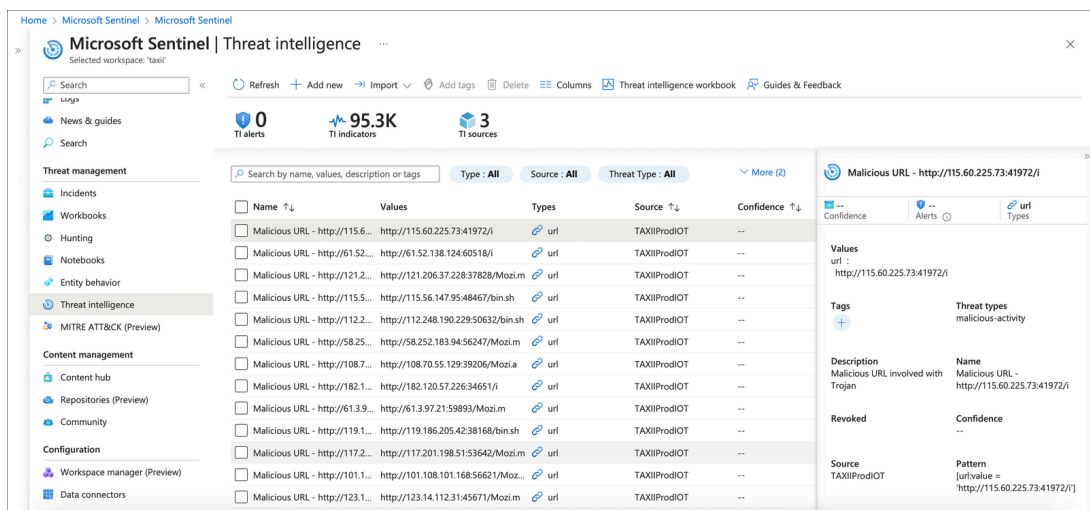 Home > Microsoft Sentinel > Microsoft Sentinel
Microsoft Sentinel | Threat intelligence ...
Selected workspace: 'taxii'
Search
Logs
News & guides
Search
Threat management
Incidents
Workbooks
Hunting
Notebooks
Entity behavior
Threat intelligence
MITRE ATT&CK (Preview)
Content management
Content hub
Repositories (Preview)
Community
Configuration
Workspace manager (Preview)
Data connectors
Refresh Add new Import Add tags Delete Columns Threat intelligence workbook Guides & Feedback
0 95.3K 3
TI alerts TI indicators TI sources
Search by name, values, description or tags Type : All Source : All Threat Type : All More (2)
Name ↑↓ Values Types Source ↑↓ Confidence ↑↓
Malicious URL - http://115.6... http://115.60.225.73:41972/i url TAXIIProdIOT --
Malicious URL - http://61.52.... http://61.52.138.124:60518/i url TAXIIProdIOT --
Malicious URL - http://121.2... http://121.206.37.228:37828/Mozi.m url TAXIIProdIOT --
Malicious URL - http://115.5... http://115.56.147.95:48467/bin.sh url TAXIIProdIOT --
Malicious URL - http://112.2... http://112.248.190.229:50632/bin.sh url TAXIIProdIOT --
Malicious URL - http://58.25... http://58.252.183.94:56247/Mozi.m url TAXIIProdIOT --
Malicious URL - http://108.7... http://108.70.55.129:39206/Mozi.a url TAXIIProdIOT --
Malicious URL - http://182.1... http://182.120.57.226:34651/i url TAXIIProdIOT --
Malicious URL - http://61.3.9... http://61.3.97.21:59893/Mozi.m url TAXIIProdIOT --
Malicious URL - http://119.1... http://119.186.205.42:38168/bin.sh url TAXIIProdIOT --
Malicious URL - http://117.2... http://117.201.198.51:53642/Mozi.m url TAXIIProdIOT --
Malicious URL - http://101.1... http://101.108.101.168:56621/Moz... url TAXIIProdIOT --
Malicious URL - http://123.1... http://123.14.112.31:45671/Mozi.m url TAXIIProdIOT --
Malicious URL - http://115.60.225.73:41972/i
-- -- url
Confidence Alerts Types
Values
url :
http://115.60.225.73:41972/i
Tags Threat types
malicious-activity
Description Name
Malicious URL involved with Malicious URL -
Trojan http://115.60.225.73:41972/i
Revoked Confidence
--
Source Pattern
TAXIIProdIOT [url:value =
'http://115.60.225.73:41972/i']